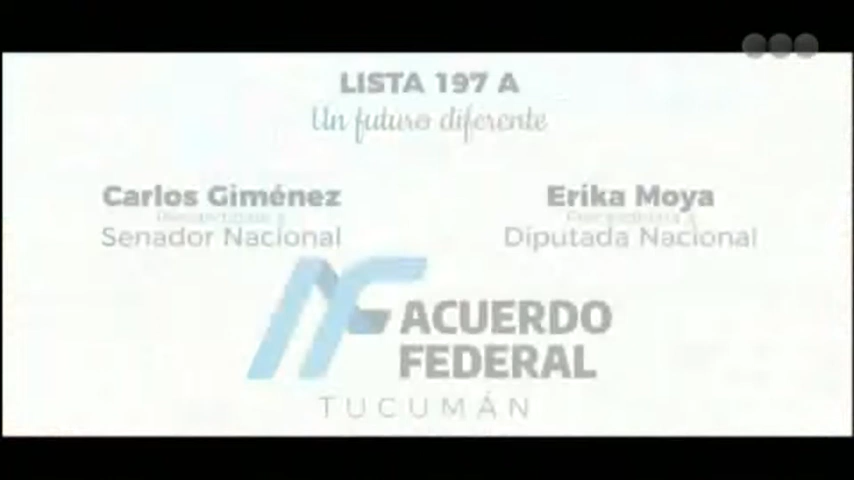 LISTA 197 A
Un futuro diferente
Carlos Giménez
Senador Nacional
Erika Moya
Diputada Nacional
ACUERDO
FEDERAL
TUCUMÁN